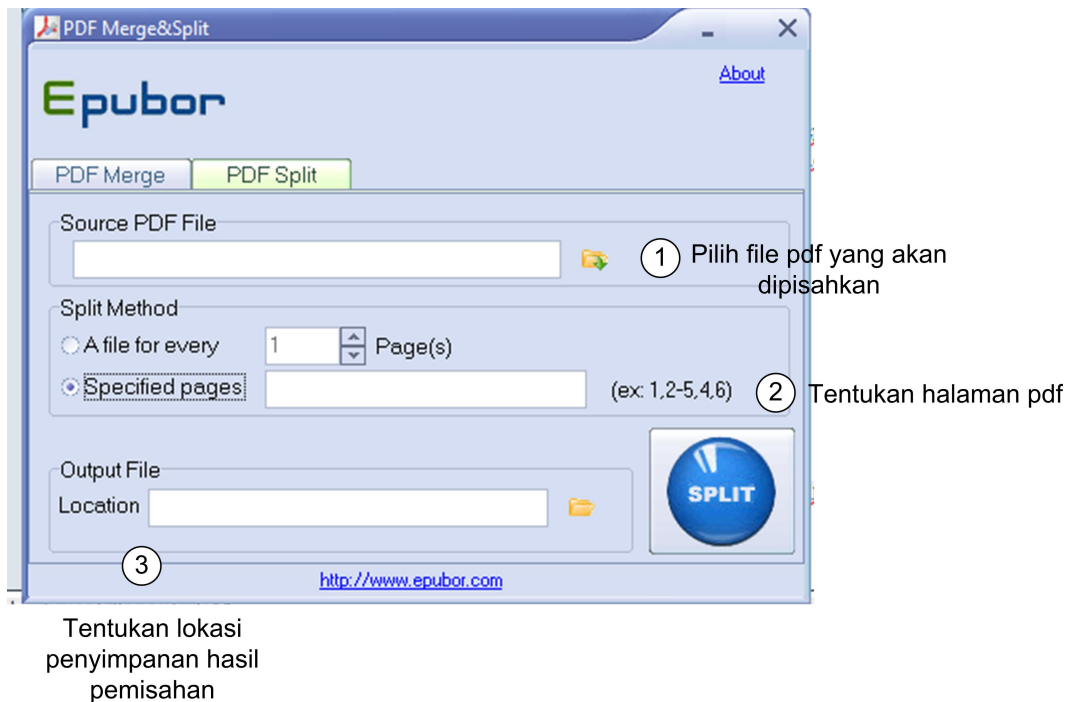 PDF Merge&Split
About
Epubor
PDF Merge PDF Split
Source PDF File
1 Pilih file pdf yang akan
dipisahkan
Split Method
A file for every 1 Page(s)
Specified pages (ex: 1,2-5,4,6) 2 Tentukan halaman pdf
Output File
Location
SPLIT
3
http://www.epubor.com
Tentukan lokasi
penyimpanan hasil
pemisahan